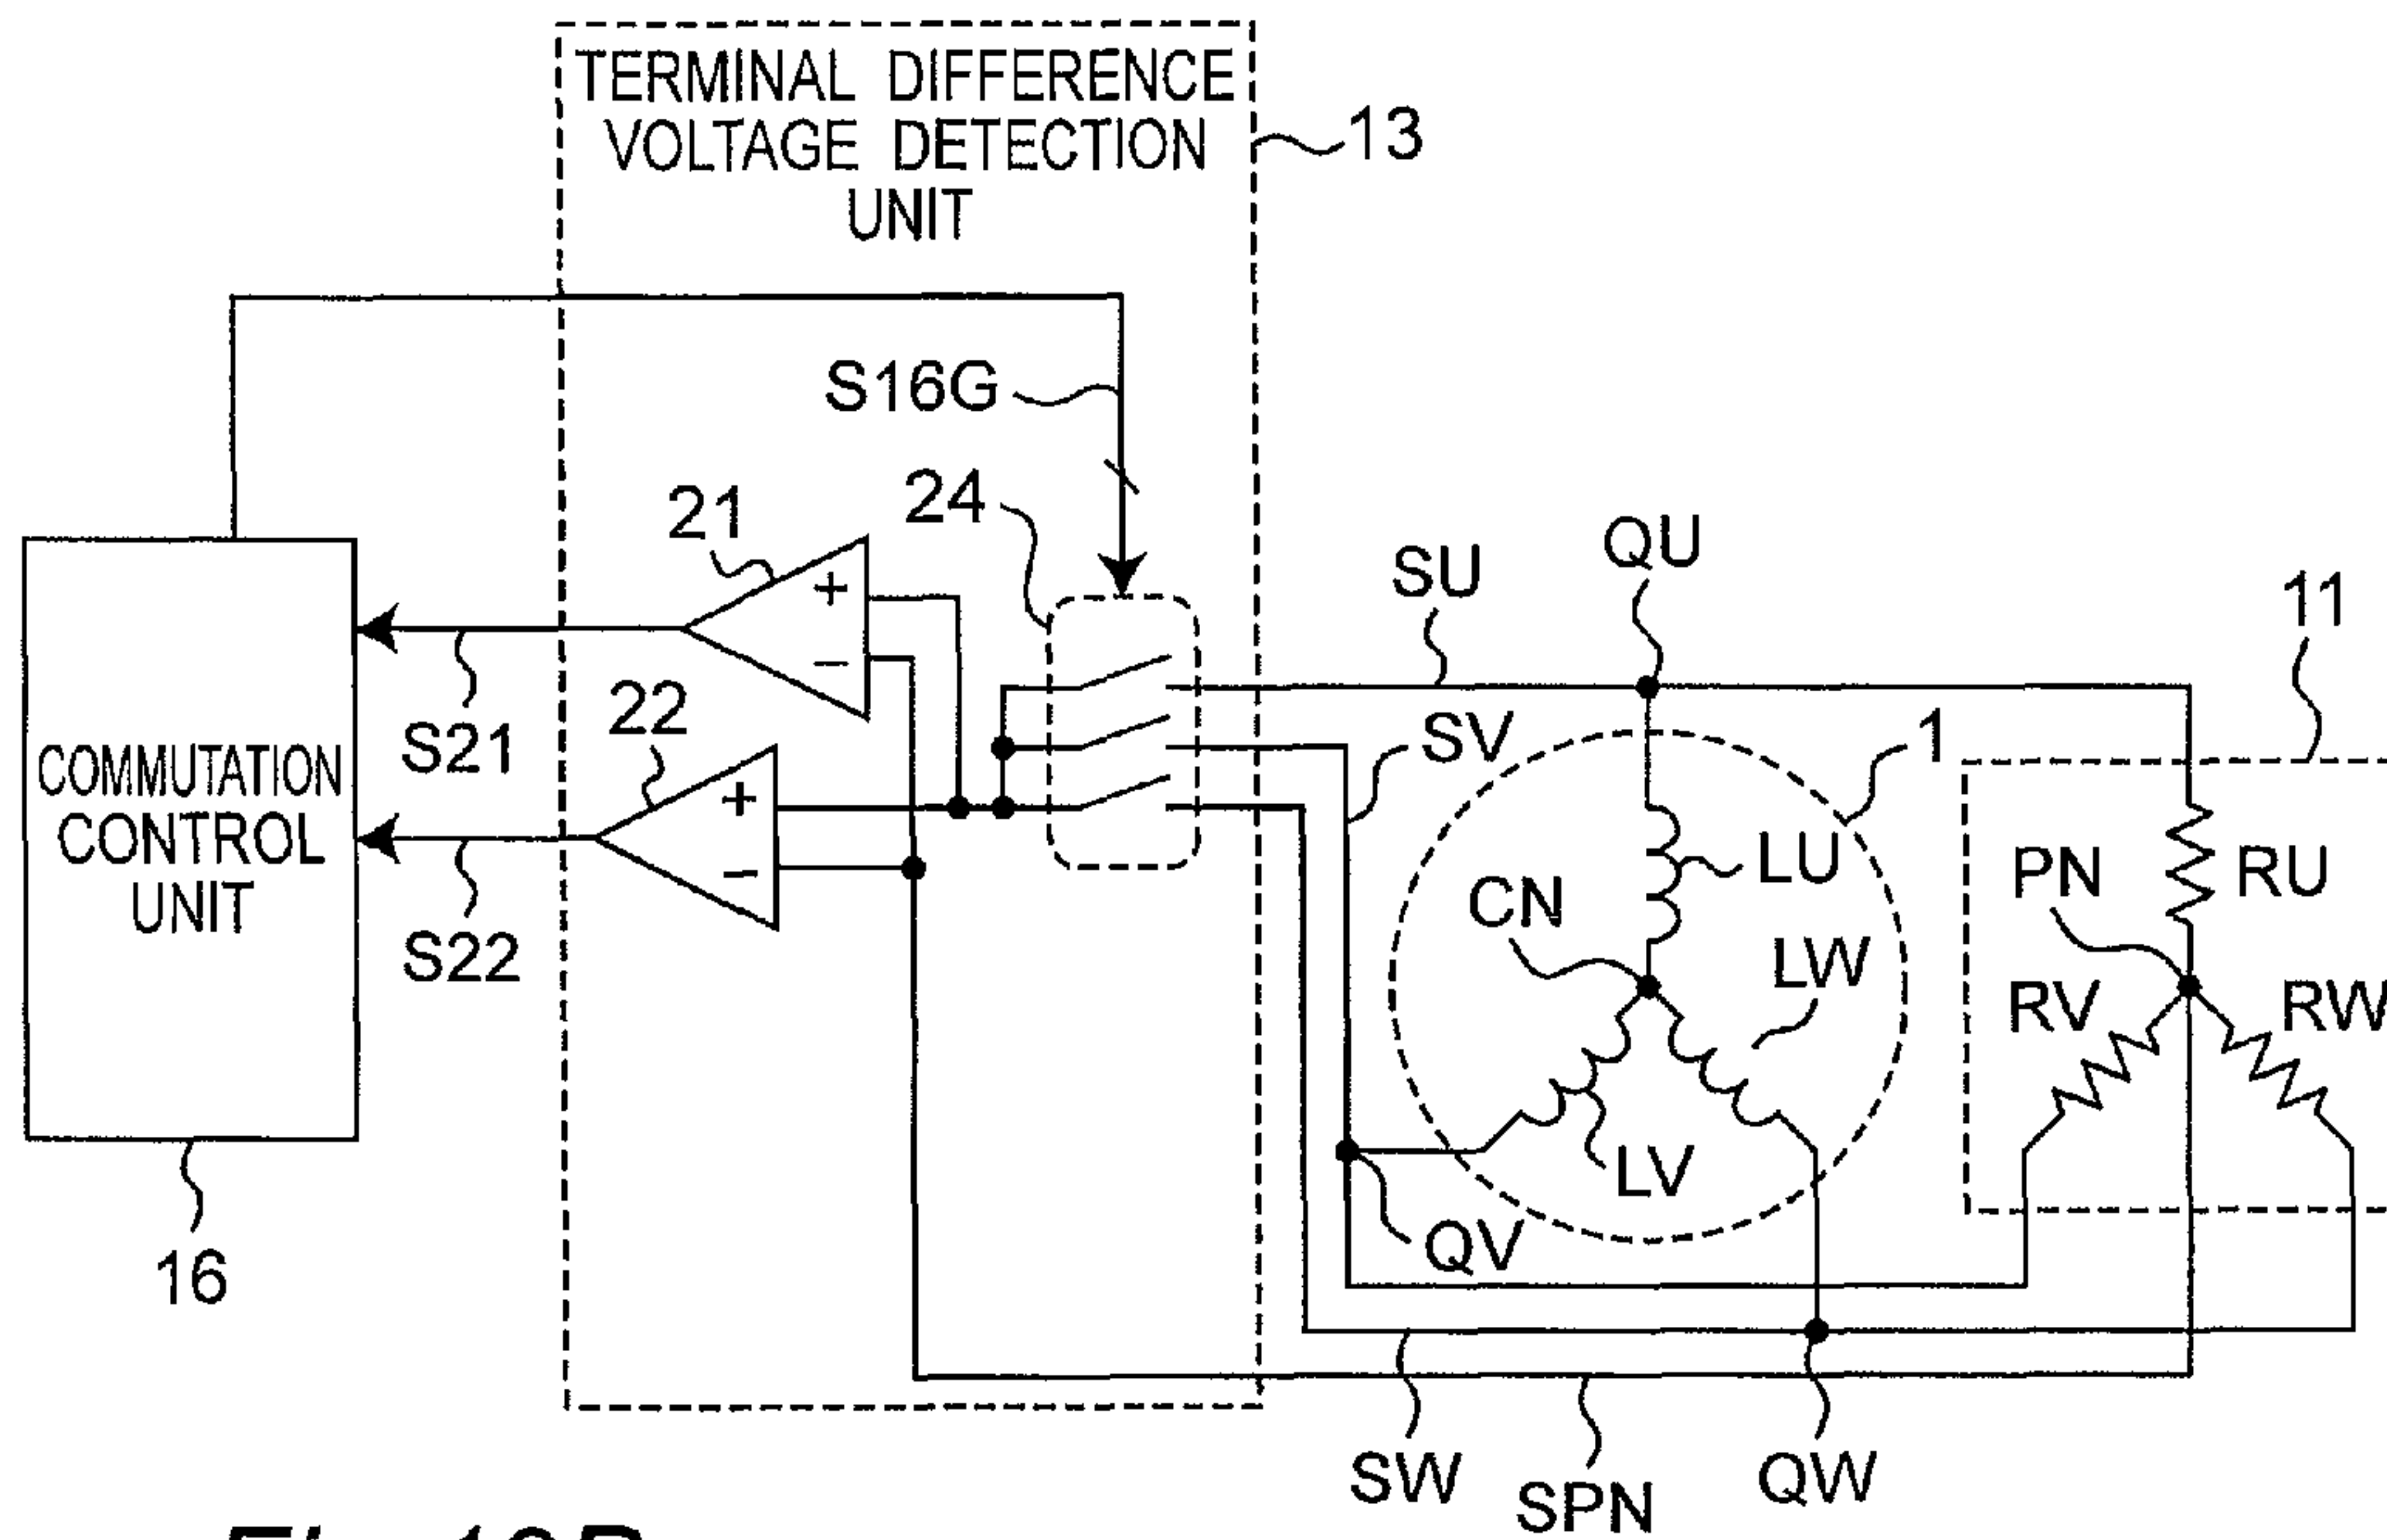 TERMINAL DIFFERENCE
VOLTAGE DETECTION
UNIT
13
S16G
24
21
QU
SU
11
22
SV
1
S21
COMMUTATION
CONTROL
UNIT
+
−
+
−
LU
PN
RU
CN
LW
S22
RV
RW
LV
QV
16
SW
SPN
QW